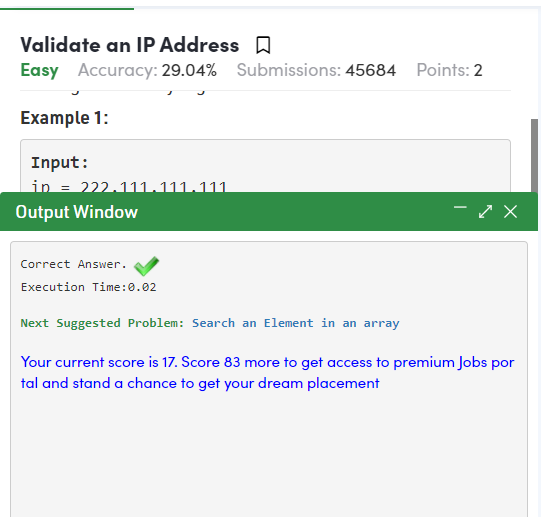 Validate an IP Address
Easy Accuracy: 29.04% Submissions: 45684 Points: 2
Example 1:
Input:
ip = 222.111.111.111
Output Window
Correct Answer.
Execution Time:0.02
Next Suggested Problem: Search an Element in an array
Your current score is 17. Score 83 more to get access to premium Jobs por
tal and stand a chance to get your dream placement